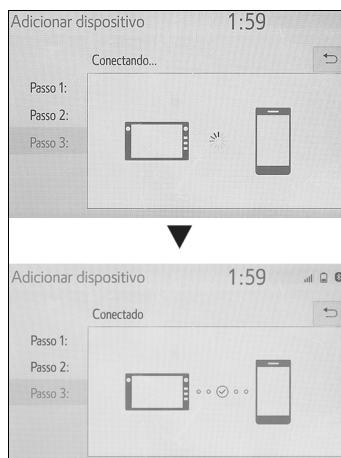 Adicionar dispositivo 1:59
Conectando...
Passo 1:
Passo 2:
Passo 3:
Adicionar dispositivo 1:59
Conectado
Passo 1:
Passo 2:
Passo 3: